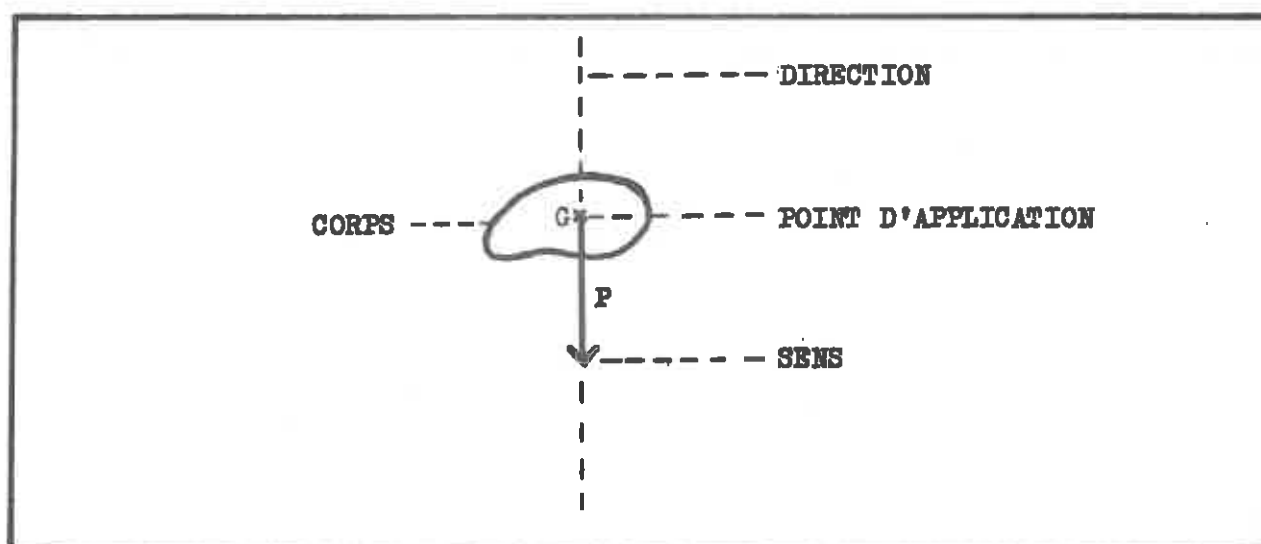 DIRECTION
CORPS
G
POINT D'APPLICATION
P
SENS